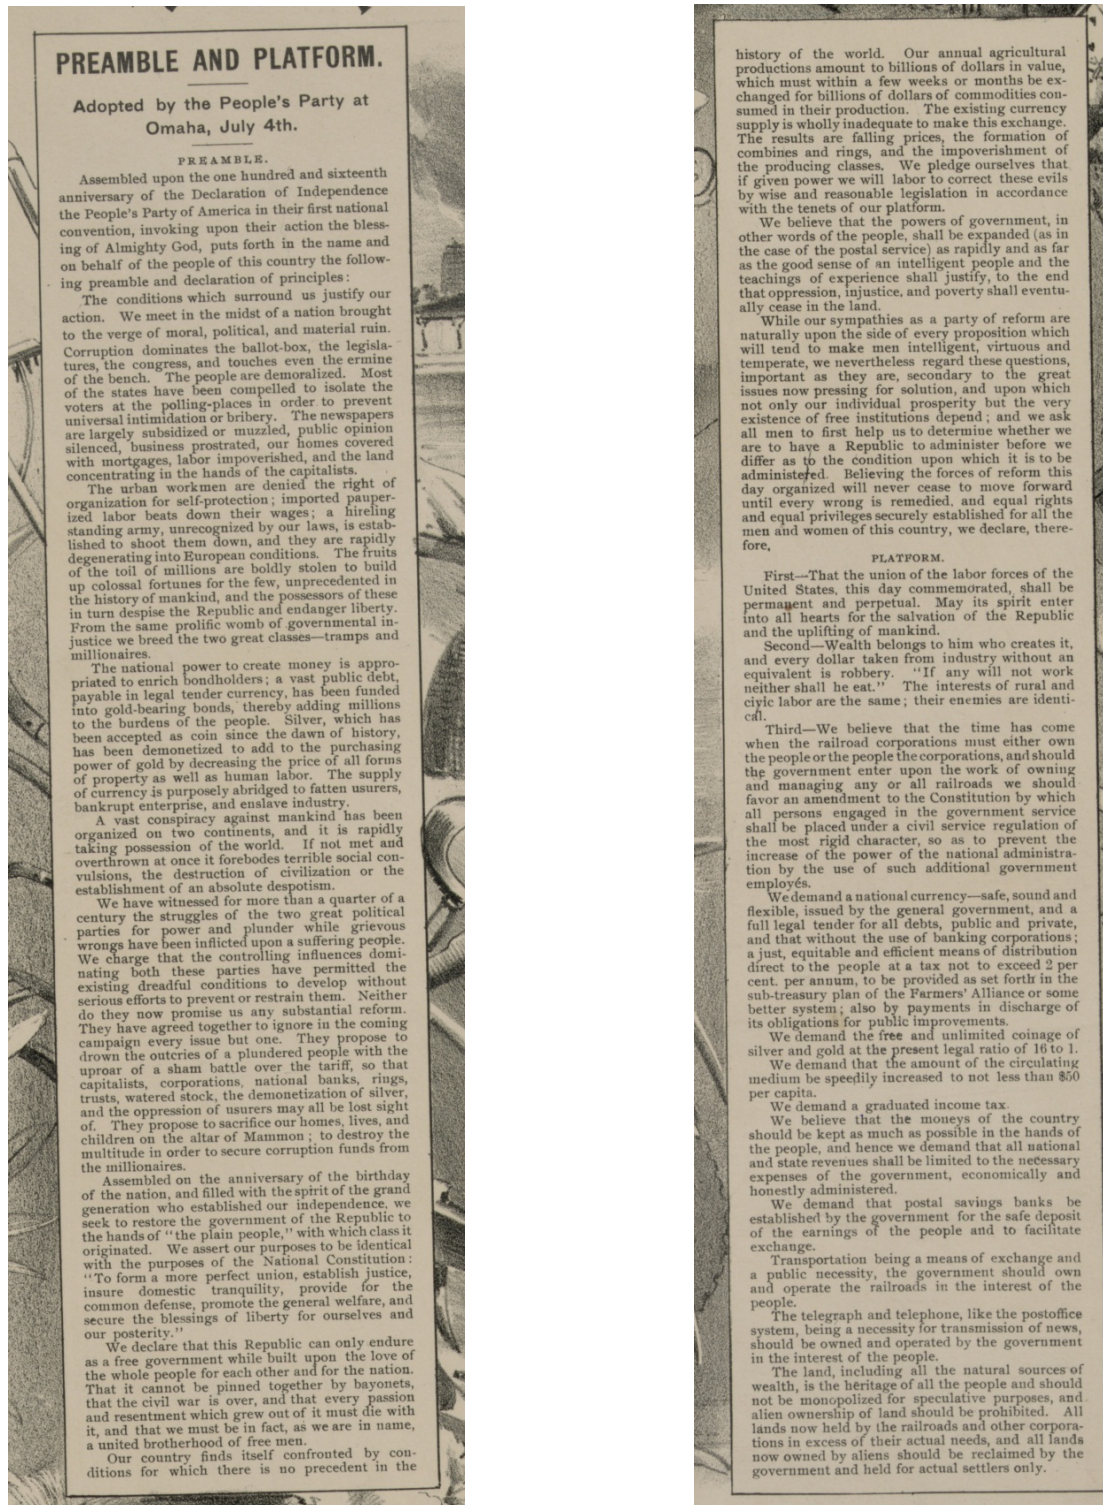 PREAMBLE AND PLATFORM.
Adopted by the People's Party at
Omaha, July 4th.
PREAMBLE.
Assembled upon the one hundred and sixteenth
anniversary of the Declaration of Independence
the People's Party of America in their first national
convention, invoking upon their action the bless-
ing of Almighty God, puts forth in the name and
on behalf of the people of this country the follow-
ing preamble and declaration of principles:
The conditions which surround us justify our
action. We meet in the midst of a nation brought
to the verge of moral, political, and material ruin.
Corruption dominates the ballot-box, the legisla-
tures, the congress, and touches even the ermine
of the bench. The people are demoralized. Most
of the states have been compelled to isolate the
voters at the polling-places in order to prevent
universal intimidation or bribery. The newspapers
are largely subsidized or muzzled, public opinion
silenced, business prostrated, our homes covered
with mortgages, labor impoverished, and the land
concentrating in the hands of the capitalists.
The urban workmen are denied the right of
organization for self-protection; imported pauper-
ized labor beats down their wages; a hireling
standing army, unrecognized by our laws, is estab-
lished to shoot them down, and they are rapidly
degenerating into European conditions. The fruits
of the toil of millions are boldly stolen to build
up colossal fortunes for the few, unprecedented in
the history of mankind, and the possessors of these
in turn despise the Republic and endanger liberty.
From the same prolific womb of governmental in-
justice we breed the two great classes—tramps and
millionaires.
The national power to create money is appro-
priated to enrich bondholders; a vast public debt,
payable in legal tender currency, has been funded
into gold-bearing bonds, thereby adding millions
to the burdens of the people. Silver, which has
been accepted as coin since the dawn of history,
has been demonetized to add to the purchasing
power of gold by decreasing the price of all forms
of property as well as human labor. The supply
of currency is purposely abridged to fatten usurers,
bankrupt enterprise, and enslave industry.
A vast conspiracy against mankind has been
organized on two continents, and it is rapidly
taking possession of the world. If not met and
overthrown at once it forebodes terrible social con-
vulsions, the destruction of civilization or the
establishment of an absolute despotism.
We have witnessed for more than a quarter of a
century the struggles of the two great political
parties for power and plunder while grievous
wrongs have been inflicted upon a suffering people.
We charge that the controlling influences domi-
nating both these parties have permitted the
existing dreadful conditions to develop without
serious efforts to prevent or restrain them. Neither
do they now promise us any substantial reform.
They have agreed together to ignore in the coming
campaign every issue but one. They propose to
drown the outcries of a plundered people with the
uproar of a sham battle over the tariff, so that
capitalists, corporations, national banks, rings,
trusts, watered stock, the demonetization of silver,
and the oppression of usurers may all be lost sight
of. They propose to sacrifice our homes, lives, and
children on the altar of Mammon; to destroy the
multitude in order to secure corruption funds from
the millionaires.
Assembled on the anniversary of the birthday
of the nation, and filled with the spirit of the grand
generation who established our independence, we
seek to restore the government of the Republic to
the hands of "the plain people," with which class it
originated. We assert our purposes to be identical
with the purposes of the National Constitution:
"To form a more perfect union, establish justice,
insure domestic tranquility, provide for the
common defense, promote the general welfare, and
secure the blessings of liberty for ourselves and
our posterity."
We declare that this Republic can only endure
as a free government while built upon the love of
the whole people for each other and for the nation.
That it cannot be pinned together by bayonets,
that the civil war is over, and that every passion
and resentment which grew out of it must die with
it, and that we must be in fact, as we are in name,
a united brotherhood of free men.
Our country finds itself confronted by con-
ditions for which there is no precedent in the
history of the world. Our annual agricultural
productions amount to billions of dollars in value,
which must within a few weeks or months be ex-
changed for billions of dollars of commodities con-
sumed in their production. The existing currency
supply is wholly inadequate to make this exchange.
The results are falling prices, the formation of
combines and rings, and the impoverishment of
the producing classes. We pledge ourselves that
if given power we will labor to correct these evils
by wise and reasonable legislation in accordance
with the tenets of our platform.
We believe that the powers of government, in
other words of the people, shall be expanded (as in
the case of the postal service) as rapidly and as far
as the good sense of an intelligent people and the
teachings of experience shall justify, to the end
that oppression, injustice, and poverty shall eventu-
ally cease in the land.
While our sympathies as a party of reform are
naturally upon the side of every proposition which
will tend to make men intelligent, virtuous and
temperate, we nevertheless regard these questions,
important as they are, secondary to the great
issues now pressing for solution, and upon which
not only our individual prosperity but the very
existence of free institutions depend; and we ask
all men to first help us to determine whether we
are to have a Republic to administer before we
differ as to the condition upon which it is to be
administered. Believing the forces of reform this
day organized will never cease to move forward
until every wrong is remedied, and equal rights
and equal privileges securely established for all the
men and women of this country, we declare, there-
fore,
PLATFORM.
First—That the union of the labor forces of the
United States, this day commemorated, shall be
permanent and perpetual. May its spirit enter
into all hearts for the salvation of the Republic
and the uplifting of mankind.
Second—Wealth belongs to him who creates it,
and every dollar taken from industry without an
equivalent is robbery. "If any will not work
neither shall he eat." The interests of rural and
civic labor are the same; their enemies are identi-
cal.
Third—We believe that the time has come
when the railroad corporations must either own
the people or the people the corporations, and should
the government enter upon the work of owning
and managing any or all railroads we should
favor an amendment to the Constitution by which
all persons engaged in the government service
shall be placed under a civil service regulation of
the most rigid character, so as to prevent the
increase of the power of the national administra-
tion by the use of such additional government
employés.
We demand a national currency—safe, sound and
flexible, issued by the general government, and a
full legal tender for all debts, public and private,
and that without the use of banking corporations;
a just, equitable and efficient means of distribution
direct to the people at a tax not to exceed 2 per
cent. per annum, to be provided as set forth in the
sub-treasury plan of the Farmers' Alliance or some
better system; also by payments in discharge of
its obligations for public improvements.
We demand the free and unlimited coinage of
silver and gold at the present legal ratio of 16 to 1.
We demand that the amount of the circulating
medium be speedily increased to not less than $50
per capita.
We demand a graduated income tax.
We believe that the moneys of the country
should be kept as much as possible in the hands of
the people, and hence we demand that all national
and state revenues shall be limited to the necessary
expenses of the government, economically and
honestly administered.
We demand that postal savings banks be
established by the government for the safe deposit
of the earnings of the people and to facilitate
exchange.
Transportation being a means of exchange and
a public necessity, the government should own
and operate the railroads in the interest of the
people.
The telegraph and telephone, like the postoffice
system, being a necessity for transmission of news,
should be owned and operated by the government
in the interest of the people.
The land, including all the natural sources of
wealth, is the heritage of all the people and should
not be monopolized for speculative purposes, and
alien ownership of land should be prohibited. All
lands now held by the railroads and other corpora-
tions in excess of their actual needs, and all lands
now owned by aliens should be reclaimed by the
government and held for actual settlers only.